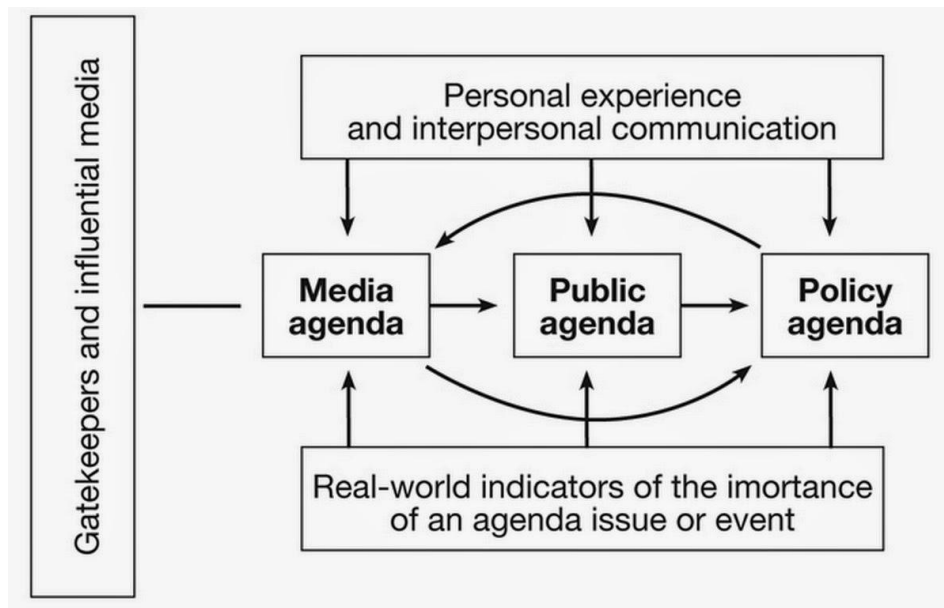 Gatekeepers and influential media
Personal experience
and interpersonal communication
Media
agenda
Public
agenda
Policy
agenda
Real-world indicators of the imortance
of an agenda issue or event